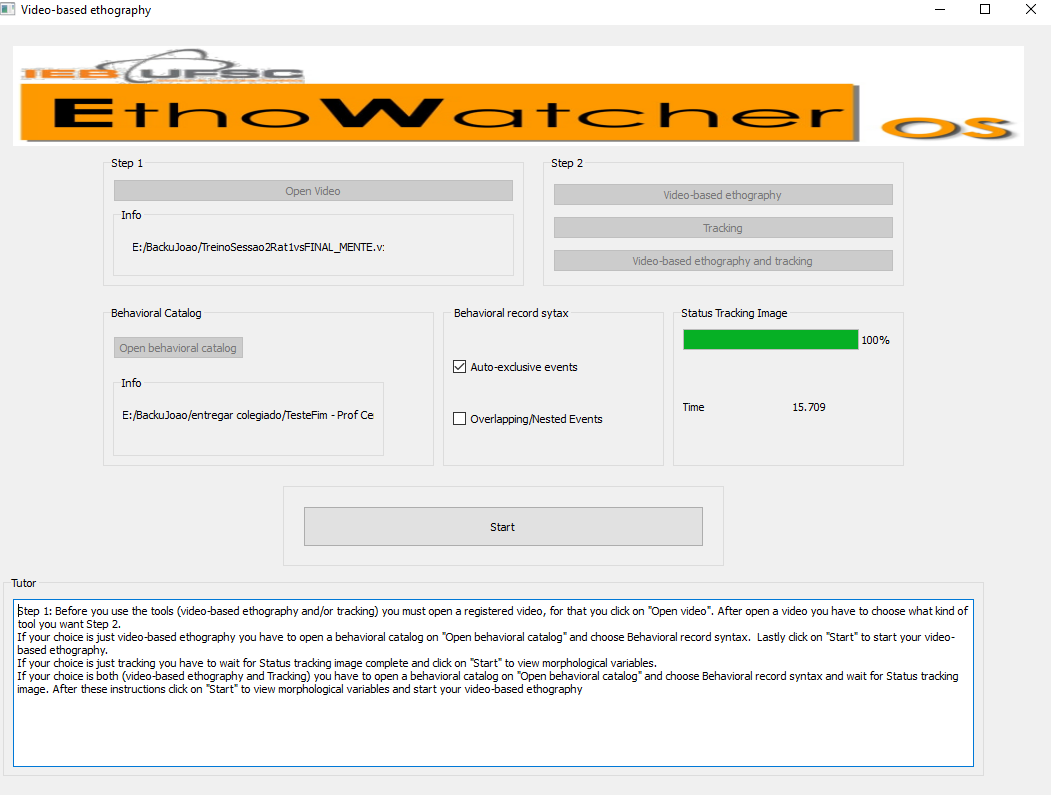 Video-based ethography
IEB UFSC
EthoWatcher OS
Step 1
Open Video
Info
E:/BackuJoao/TreinoSessao2Rat1vsFINAL_MENTE.v:
Step 2
Video-based ethography
Tracking
Video-based ethography and tracking
Behavioral Catalog
Open behavioral catalog
Info
E:/BackuJoao/entregar colegiado/TesteFim - Prof Ce
Behavioral record sytax
Auto-exclusive events
Overlapping/Nested Events
Status Tracking Image
100%
Time 15.709
Start
Tutor
Step 1: Before you use the tools (video-based ethography and/or tracking) you must open a registered video, for that you click on "Open video". After open a video you have to choose what kind of
tool you want Step 2.
If your choice is just video-based ethography you have to open a behavioral catalog on "Open behavioral catalog" and choose Behavioral record syntax. Lastly click on "Start" to start your video-
based ethography.
If your choice is just tracking you have to wait for Status tracking image complete and click on "Start" to view morphological variables.
If your choice is both (video-based ethography and Tracking) you have to open a behavioral catalog on "Open behavioral catalog" and choose Behavioral record syntax and wait for Status tracking
image. After these instructions click on "Start" to view morphological variables and start your video-based ethography